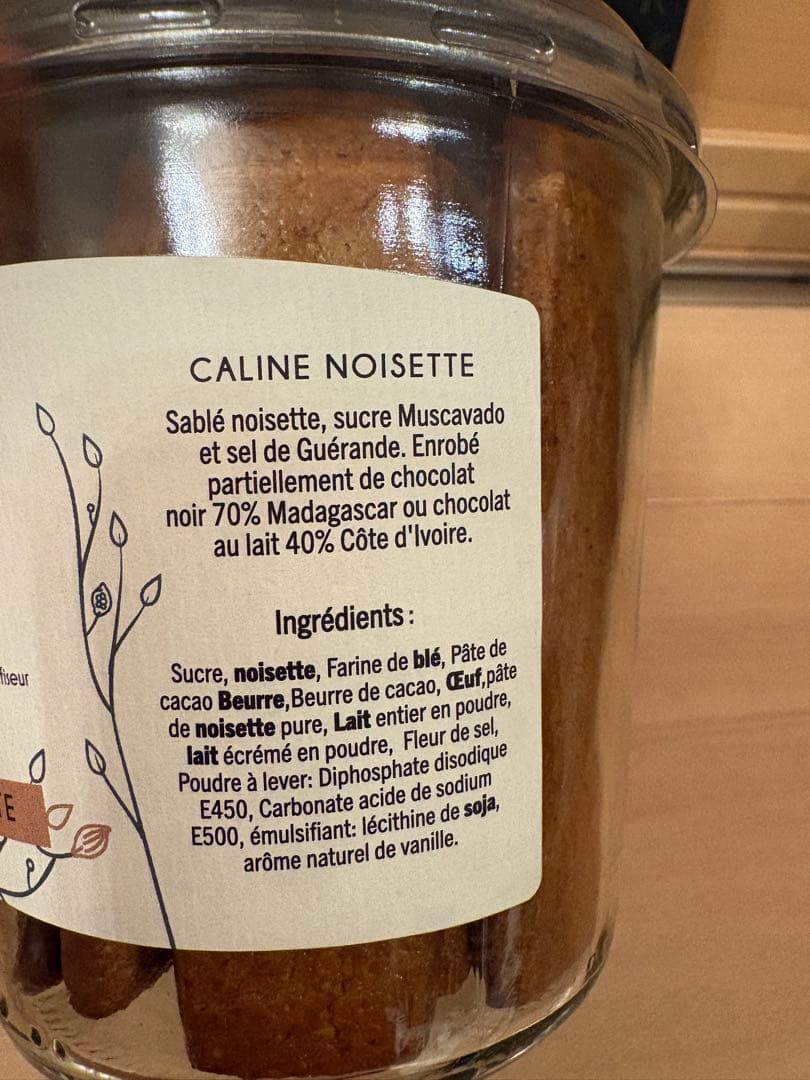 CALINE NOISETTE
Sablé noisette, sucre Muscavado
et sel de Guérande. Enrobé
partiellement de chocolat
noir 70% Madagascar ou chocolat
au lait 40% Côte d'Ivoire.
Ingrédients :
Sucre, noisette, Farine de blé, Pâte de
cacao Beurre,Beurre de cacao, Œuf,pâte
de noisette pure, Lait entier en poudre,
lait écrémé en poudre, Fleur de sel,
Poudre à lever: Diphosphate disodique
E450, Carbonate acide de sodium
E500, émulsifiant: lécithine de soja,
arôme naturel de vanille.